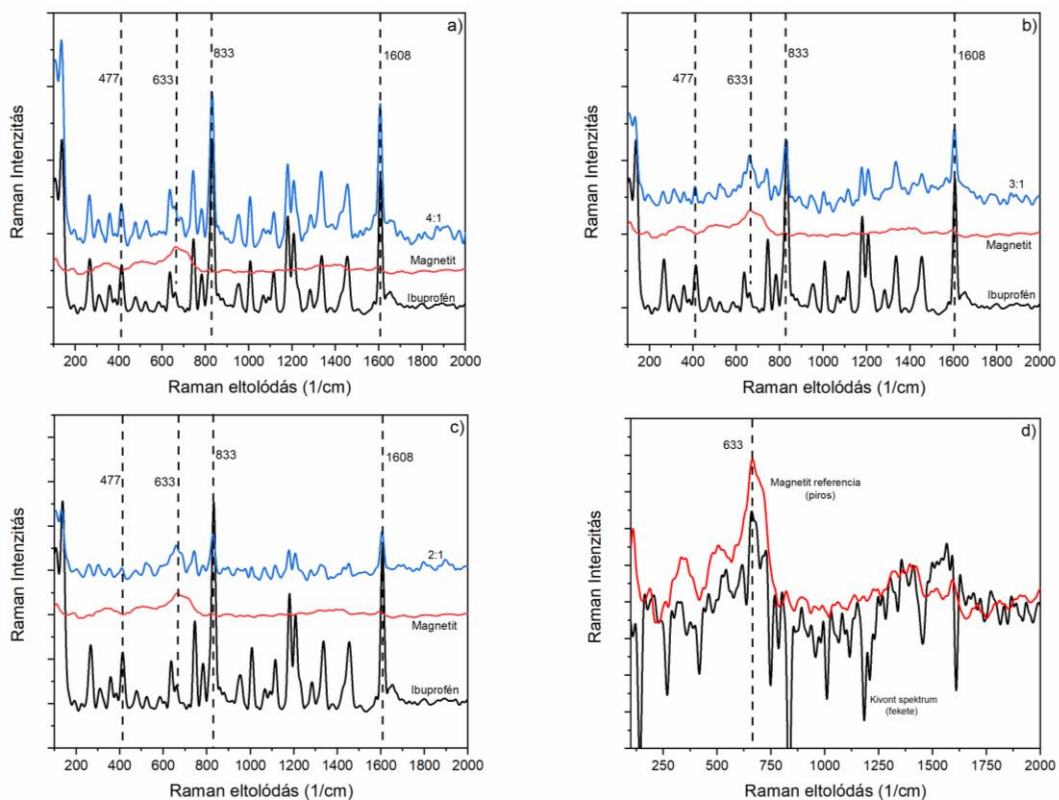 a)
477
633
833
1608
4:1
Magnetit
Ibuprofén
Raman Intenzitás
200 400 600 800 1000 1200 1400 1600 1800 2000
Raman eltolódás (1/cm)
b)
477
633
833
1608
3:1
Magnetit
Ibuprofén
Raman Intenzitás
200 400 600 800 1000 1200 1400 1600 1800 2000
Raman eltolódás (1/cm)
c)
477
633
833
1608
2:1
Magnetit
Ibuprofén
Raman Intenzitás
200 400 600 800 1000 1200 1400 1600 1800 2000
Raman eltolódás (1/cm)
d)
633
Magnetit referencia
(piros)
Kivont spektrum
(fekete)
Raman Intenzitás
250 500 750 1000 1250 1500 1750 2000
Raman eltolódás (1/cm)